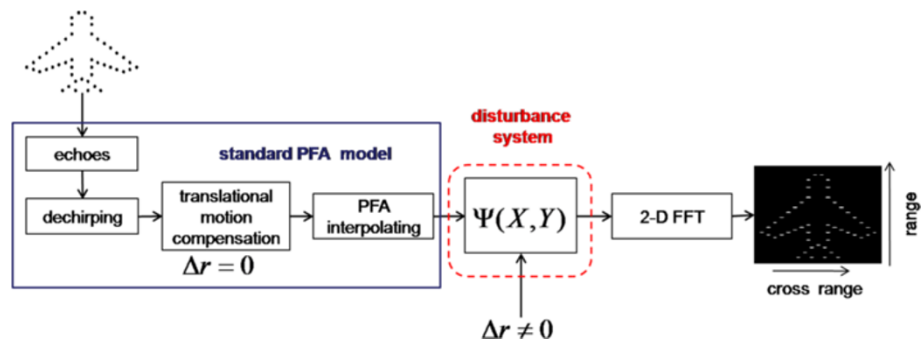 disturbance
system
standard PFA model
echoes
dechirping
translational
motion
compensation
Δr = 0
PFA
interpolating
Ψ(X,Y)
Δr ≠ 0
2-D FFT
range
cross range